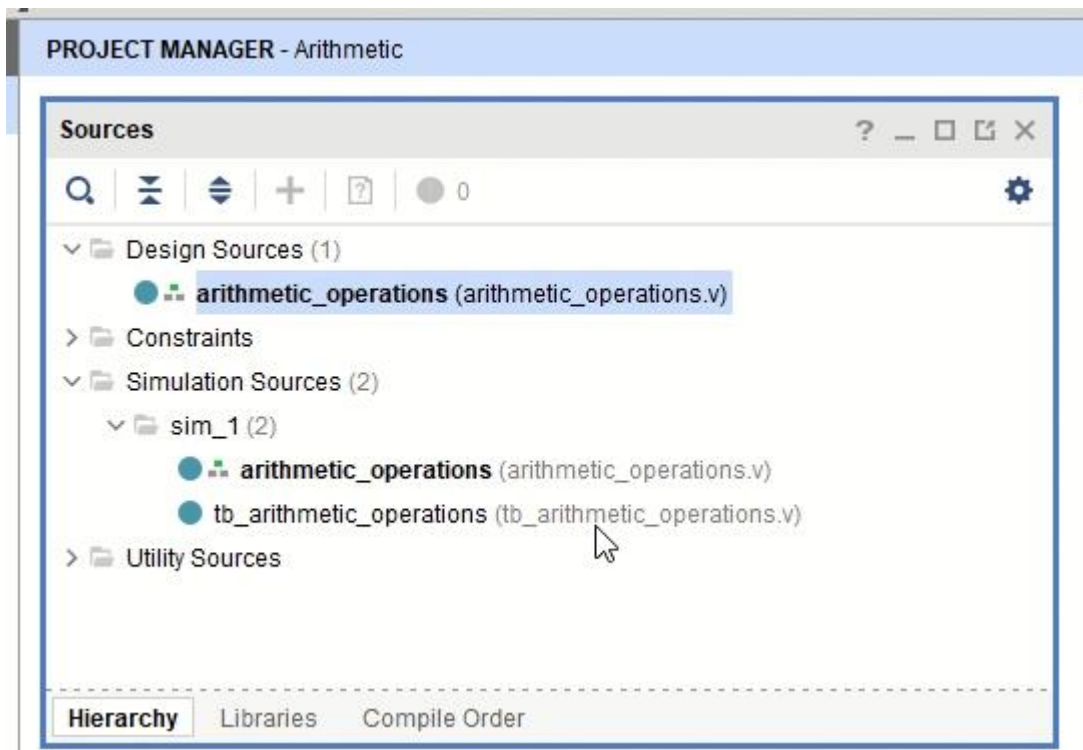 PROJECT MANAGER - Arithmetic
Sources
? 0
Design Sources (1)
arithmetic_operations (arithmetic_operations.v)
Constraints
Simulation Sources (2)
sim_1 (2)
arithmetic_operations (arithmetic_operations.v)
tb_arithmetic_operations (tb_arithmetic_operations.v)
Utility Sources
Hierarchy Libraries Compile Order